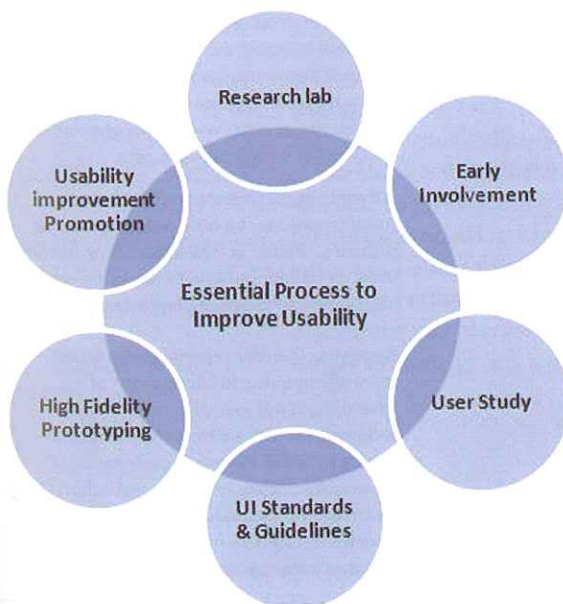 Research lab
Early
Involvement
User Study
UI Standards
& Guidelines
High Fidelity
Prototyping
Usability
improvement
Promotion
Essential Process to
Improve Usability